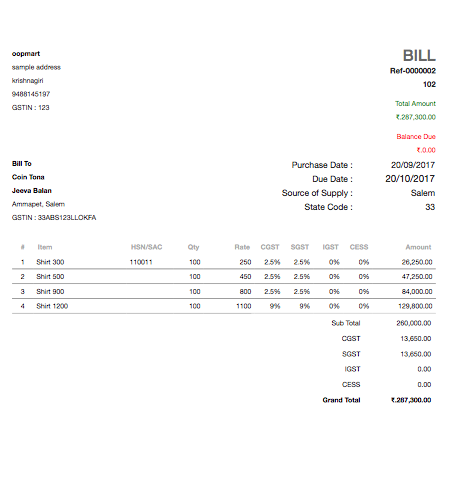 oopmart
sample address
krishnagiri
9488145197
GSTIN : 123
BILL
Ref-0000002
102
Total Amount
₹.287,300.00
Balance Due
₹.0.00
Bill To
Coin Tona
Jeeva Balan
Ammapet, Salem
GSTIN : 33ABS123LLOKFA
Purchase Date : 20/09/2017
Due Date : 20/10/2017
Source of Supply : Salem
State Code : 33
# Item HSN/SAC Qty Rate CGST SGST IGST CESS Amount
1 Shirt 300 110011 100 250 2.5% 2.5% 0% 0% 26,250.00
2 Shirt 500 100 450 2.5% 2.5% 0% 0% 47,250.00
3 Shirt 900 100 800 2.5% 2.5% 0% 0% 84,000.00
4 Shirt 1200 100 1100 9% 9% 0% 0% 129,800.00
Sub Total 260,000.00
CGST 13,650.00
SGST 13,650.00
IGST 0.00
CESS 0.00
Grand Total ₹.287,300.00